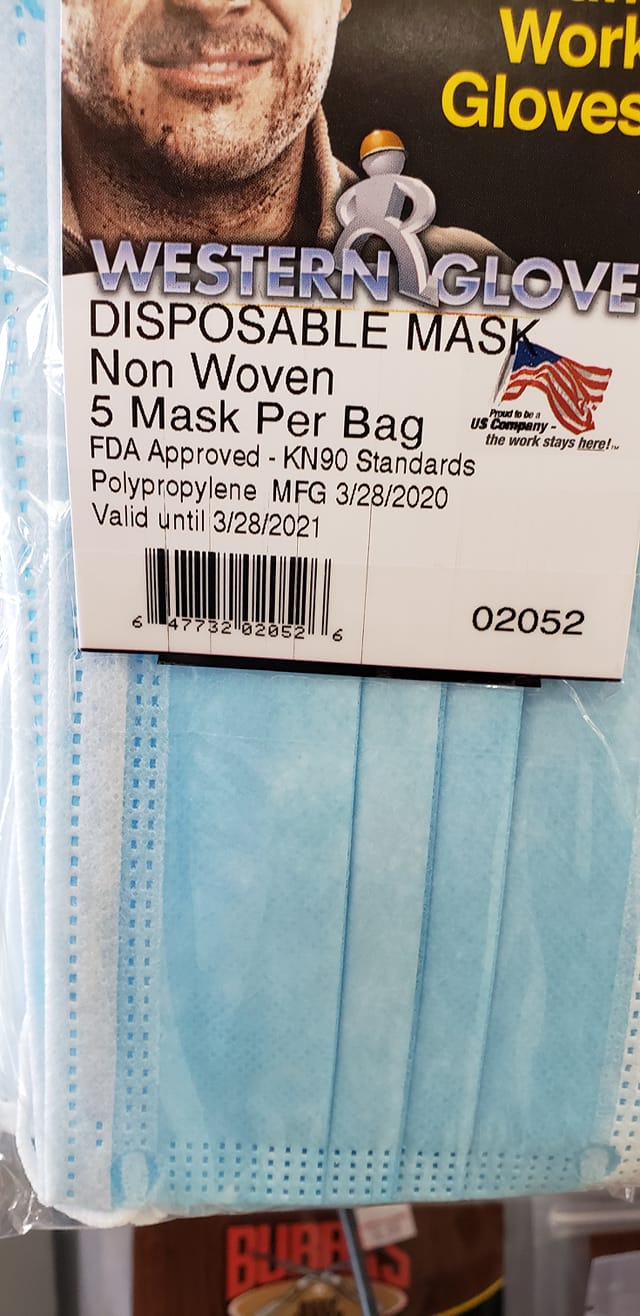 Work
Gloves
WESTERN GLOVE
DISPOSABLE MASK
Non Woven
5 Mask Per Bag
FDA Approved - KN90 Standards
Polypropylene MFG 3/28/2020
Valid until 3/28/2021
Proud to be a
US Company -
the work stays here!™
6 47732 02052 6
02052